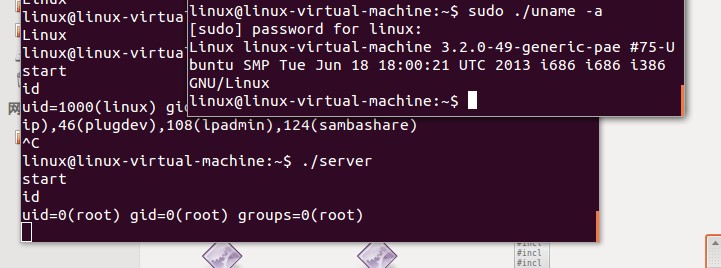 Linux
linux@linux-virtual
Linux
linux@linux-virtual
start
id
uid=1000(linux) gid
ip),46(plugdev),108(lpadmin),124(sambashare)
^C
linux@linux-virtual-machine:~$ ./server
start
id
uid=0(root) gid=0(root) groups=0(root)
linux@linux-virtual-machine:~$ sudo ./uname -a
[sudo] password for linux:
Linux linux-virtual-machine 3.2.0-49-generic-pae #75-U
buntu SMP Tue Jun 18 18:00:21 UTC 2013 i686 i686 i386
GNU/Linux
linux@linux-virtual-machine:~$
网
#incl
#incl
#incl